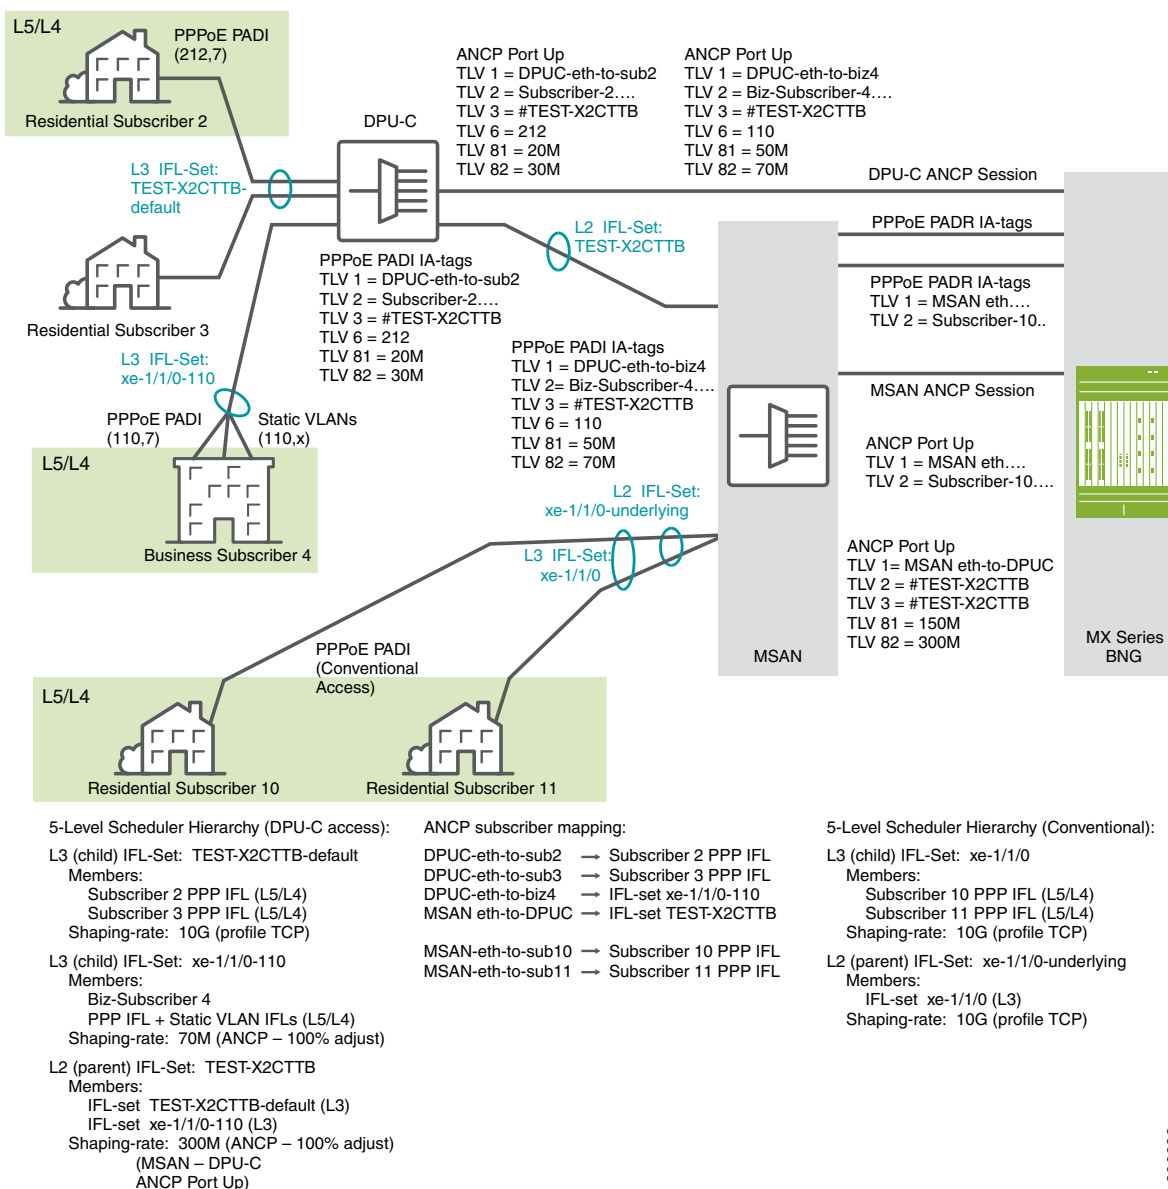 L5/L4
PPPoE PADI
(212,7)
Residential Subscriber 2
DPU-C
ANCP Port Up
TLV 1 = DPUC-eth-to-sub2
TLV 2 = Subscriber-2....
TLV 3 = #TEST-X2CTTB
TLV 6 = 212
TLV 81 = 20M
TLV 82 = 30M
ANCP Port Up
TLV 1 = DPUC-eth-to-biz4
TLV 2 = Biz-Subscriber-4....
TLV 3 = #TEST-X2CTTB
TLV 6 = 110
TLV 81 = 50M
TLV 82 = 70M
DPU-C ANCP Session
L3 IFL-Set:
TEST-X2CTTB-
default
L2 IFL-Set:
TEST-X2CTTB
PPPoE PADR IA-tags
PPPoE PADR IA-tags
TLV 1 = MSAN eth....
TLV 2 = Subscriber-10..
Residential Subscriber 3
PPPoE PADI IA-tags
TLV 1 = DPUC-eth-to-sub2
TLV 2 = Subscriber-2....
TLV 3 = #TEST-X2CTTB
TLV 6 = 212
TLV 81 = 20M
TLV 82 = 30M
PPPoE PADI IA-tags
TLV 1 = DPUC-eth-to-biz4
TLV 2= Biz-Subscriber-4....
TLV 3 = #TEST-X2CTTB
TLV 6 = 110
TLV 81 = 50M
TLV 82 = 70M
L3 IFL-Set:
xe-1/1/0-110
PPPoE PADI
(110,7)
Static VLANs
(110,x)
L5/L4
Business Subscriber 4
MSAN ANCP Session
ANCP Port Up
TLV 1 = MSAN eth....
TLV 2 = Subscriber-10....
L2 IFL-Set:
xe-1/1/0-underlying
L3 IFL-Set:
xe-1/1/0
ANCP Port Up
TLV 1= MSAN eth-to-DPUC
TLV 2 = #TEST-X2CTTB
TLV 3 = #TEST-X2CTTB
TLV 81 = 150M
TLV 82 = 300M
MSAN
MX Series
BNG
PPPoE PADI
(Conventional
Access)
L5/L4
Residential Subscriber 10
Residential Subscriber 11
5-Level Scheduler Hierarchy (DPU-C access):
L3 (child) IFL-Set: TEST-X2CTTB-default
Members:
Subscriber 2 PPP IFL (L5/L4)
Subscriber 3 PPP IFL (L5/L4)
Shaping-rate: 10G (profile TCP)
L3 (child) IFL-Set: xe-1/1/0-110
Members:
Biz-Subscriber 4
PPP IFL + Static VLAN IFLs (L5/L4)
Shaping-rate: 70M (ANCP – 100% adjust)
L2 (parent) IFL-Set: TEST-X2CTTB
Members:
IFL-set TEST-X2CTTB-default (L3)
IFL-set xe-1/1/0-110 (L3)
Shaping-rate: 300M (ANCP – 100% adjust)
(MSAN – DPU-C
ANCP Port Up)
ANCP subscriber mapping:
DPUC-eth-to-sub2 → Subscriber 2 PPP IFL
DPUC-eth-to-sub3 → Subscriber 3 PPP IFL
DPUC-eth-to-biz4 → IFL-set xe-1/1/0-110
MSAN eth-to-DPUC → IFL-set TEST-X2CTTB
MSAN-eth-to-sub10 → Subscriber 10 PPP IFL
MSAN-eth-to-sub11 → Subscriber 11 PPP IFL
5-Level Scheduler Hierarchy (Conventional):
L3 (child) IFL-Set: xe-1/1/0
Members:
Subscriber 10 PPP IFL (L5/L4)
Subscriber 11 PPP IFL (L5/L4)
Shaping-rate: 10G (profile TCP)
L2 (parent) IFL-Set: xe-1/1/0-underlying
Members:
IFL-set xe-1/1/0 (L3)
Shaping-rate: 10G (profile TCP)